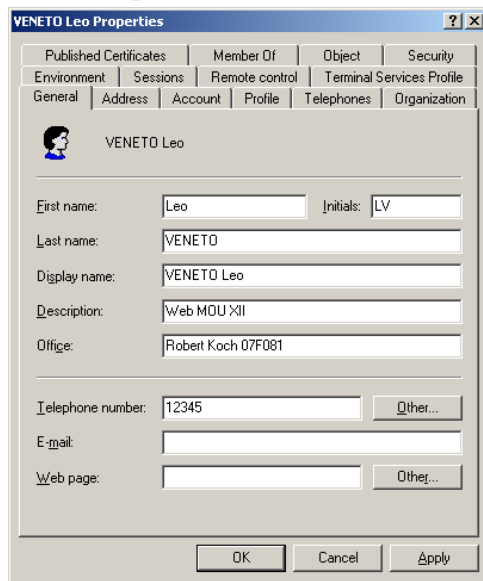 VENETO Leo Properties ? X
Published Certificates Member Of Object Security
Environment Sessions Remote control Terminal Services Profile
General Address Account Profile Telephones Organization
VENETO Leo
First name: Leo Initials: LV
Last name: VENETO
Display name: VENETO Leo
Description: Web MOU XII
Office: Robert Koch 07F081
Telephone number: 12345 Other...
E-mail:
Web page: Other...
OK Cancel Apply